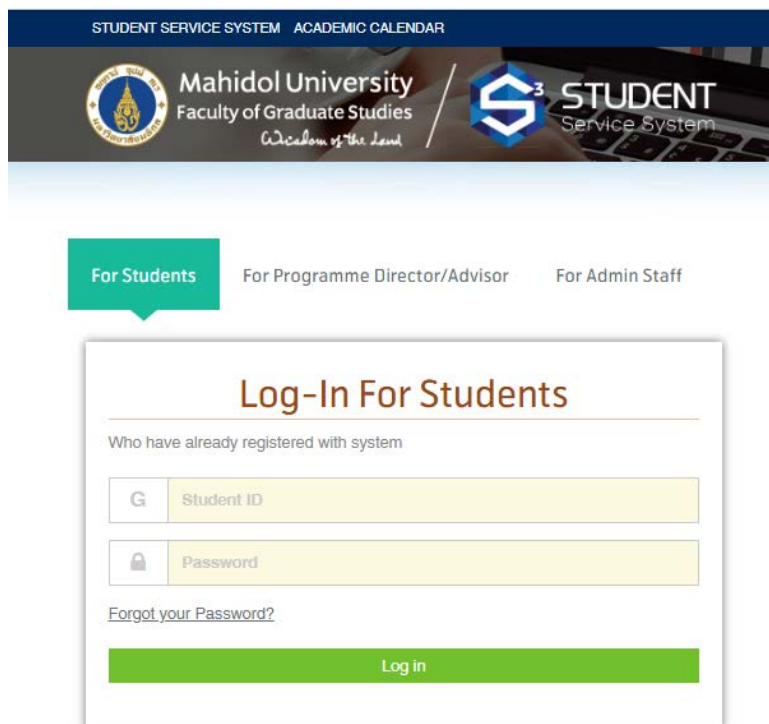 STUDENT SERVICE SYSTEM ACADEMIC CALENDAR
Mahidol University
Faculty of Graduate Studies
Wisdom of the Land
S3 STUDENT
Service System
For Students For Programme Director/Advisor For Admin Staff
Log-In For Students
Who have already registered with system
G Student ID
Password
Forgot your Password?
Log in